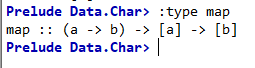 Prelude Data.Char> :type map
map :: (a -> b) -> [a] -> [b]
Prelude Data.Char>